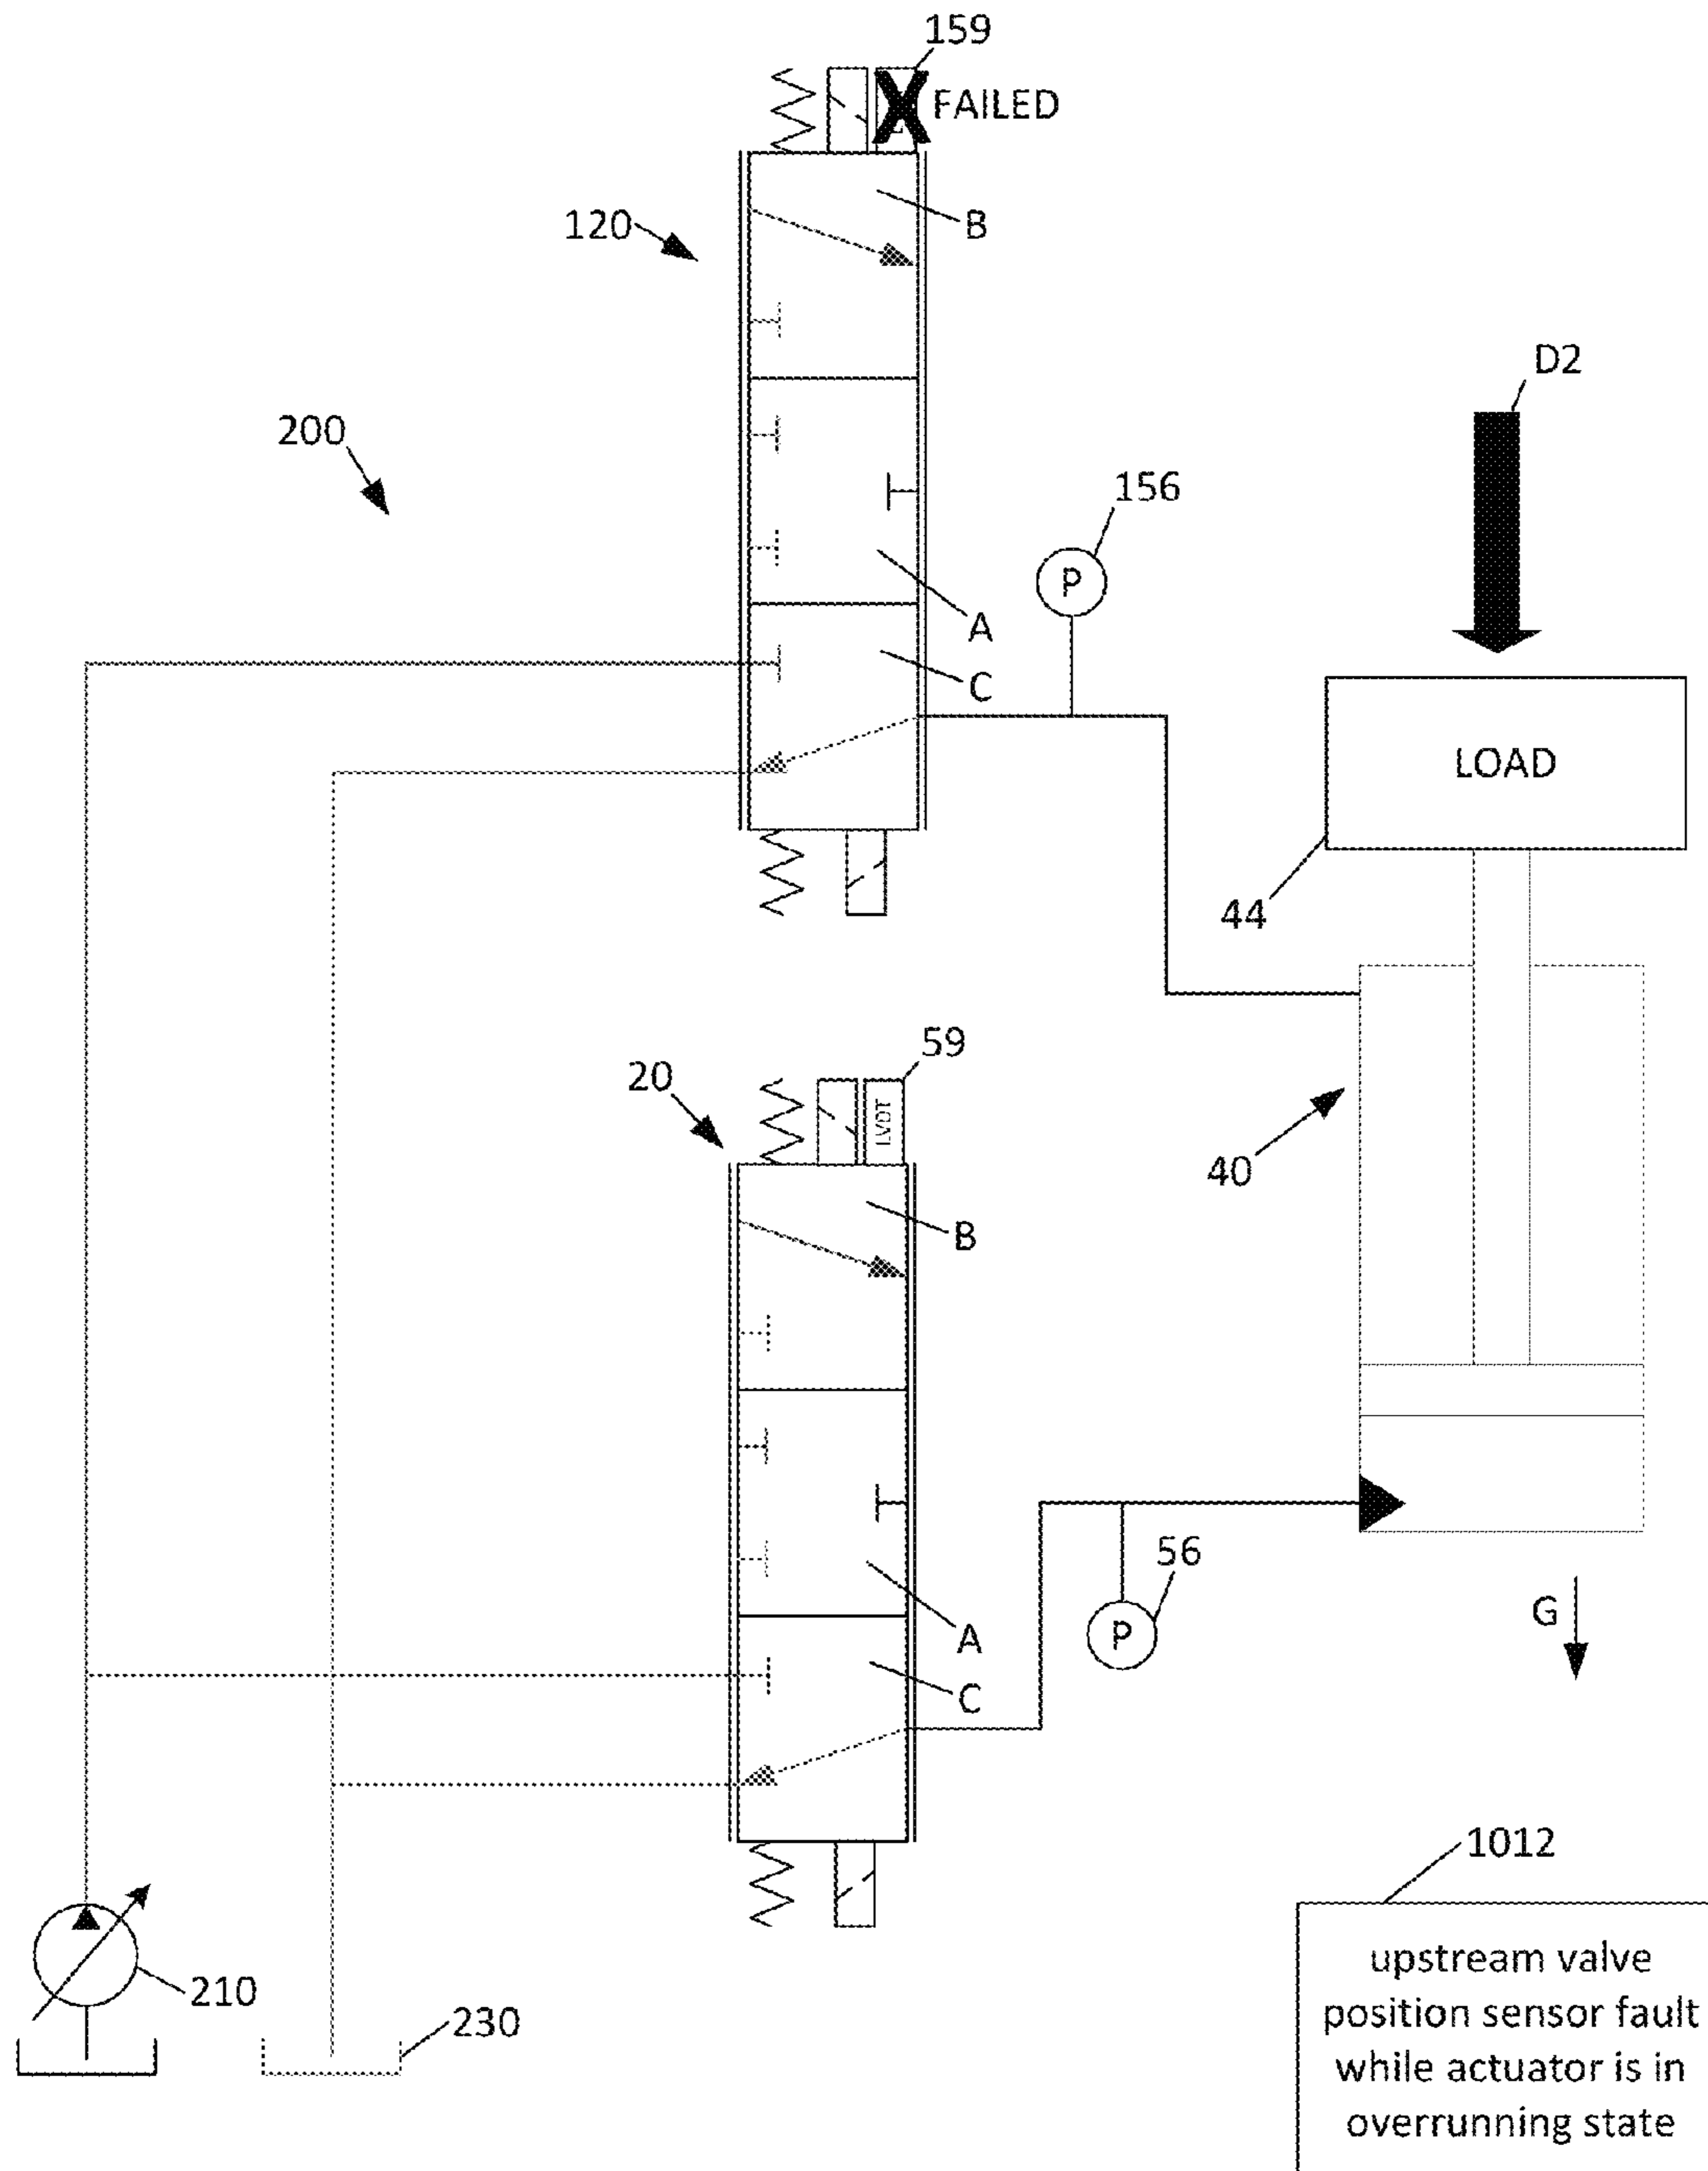 159
FAILED
120
B
D2
200
156
P
A
C
LOAD
44
59
20
LVDT
B
40
56
P
G
A
C
1012
210
230
upstream valve
position sensor fault
while actuator is in
overrunning state